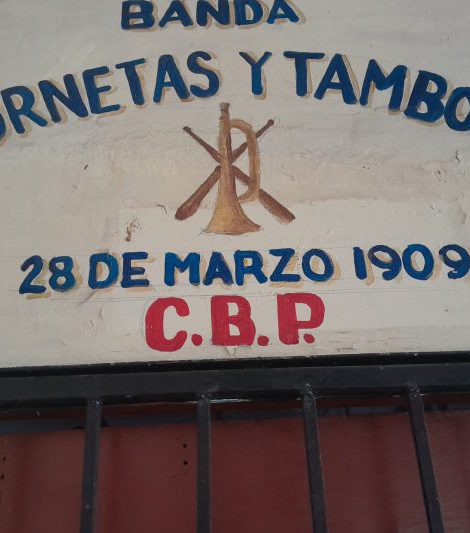 BANDA
ORNETAS Y TAMBO
28 DE MARZO 1909
C.B.P.